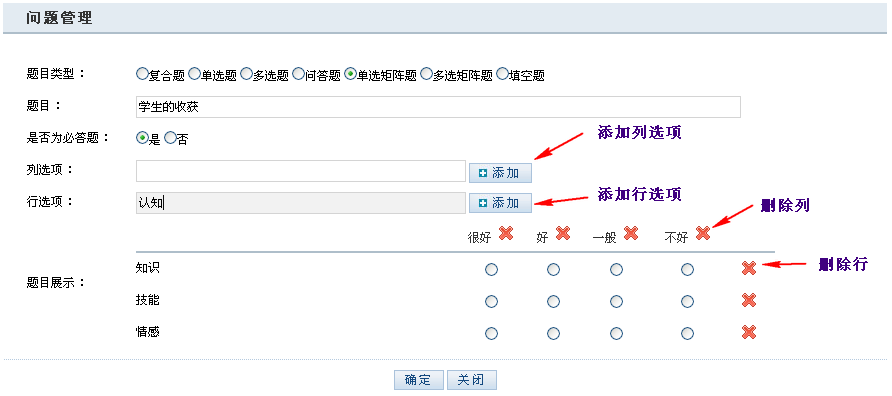 问题管理
题目类型： 复合题 单选题 多选题 问答题 单选矩阵题 多选矩阵题 填空题
题目： 学生的收获
是否为必答题： 是 否
添加列选项
列选项： 添加
添加行选项
行选项： 认知 添加
删除列
很好 好 一般 不好
删除行
知识
题目展示：
技能
情感
确定 关闭